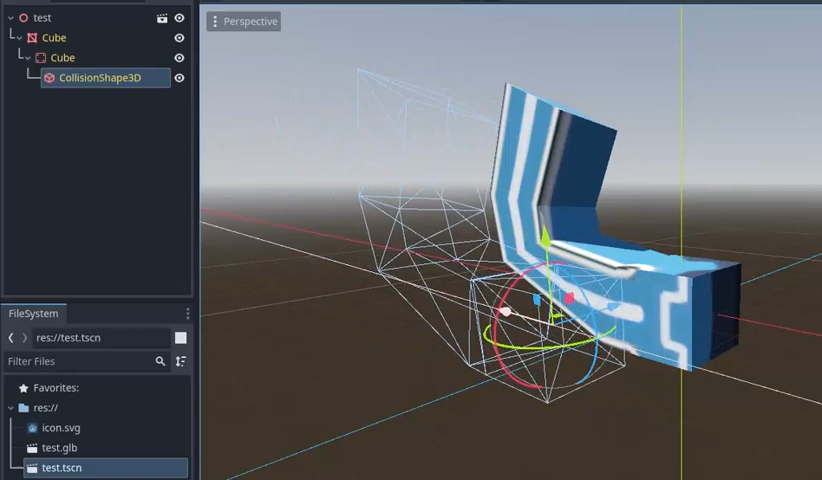 test
Cube
Cube
CollisionShape3D
Perspective
FileSystem
res://test.tscn
Filter Files
Favorites:
res://
icon.svg
test.glb
test.tscn